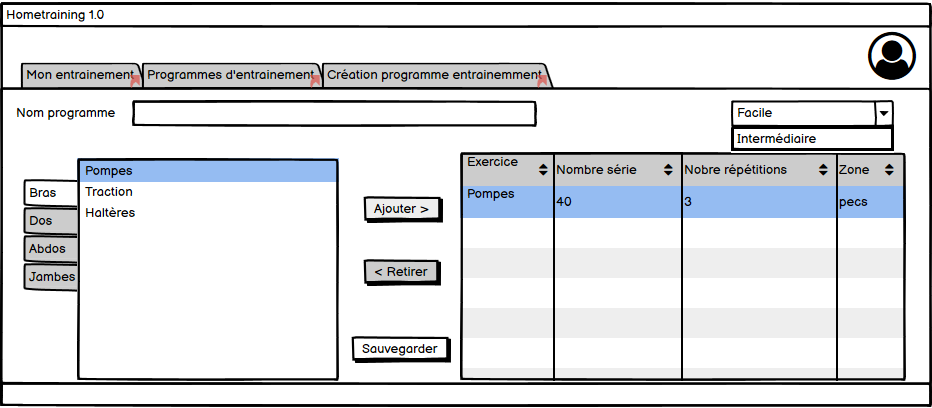 Hometraining 1.0
Mon entrainement Programmes d'entrainement Création programme entrainemment
Nom programme Facile
Intermédiaire
Bras
Dos
Abdos
Jambes
Pompes
Traction
Haltères
Ajouter >
< Retirer
Sauvegarder
Exercice Nombre série Nobre répétitions Zone
Pompes 40 3 pecs